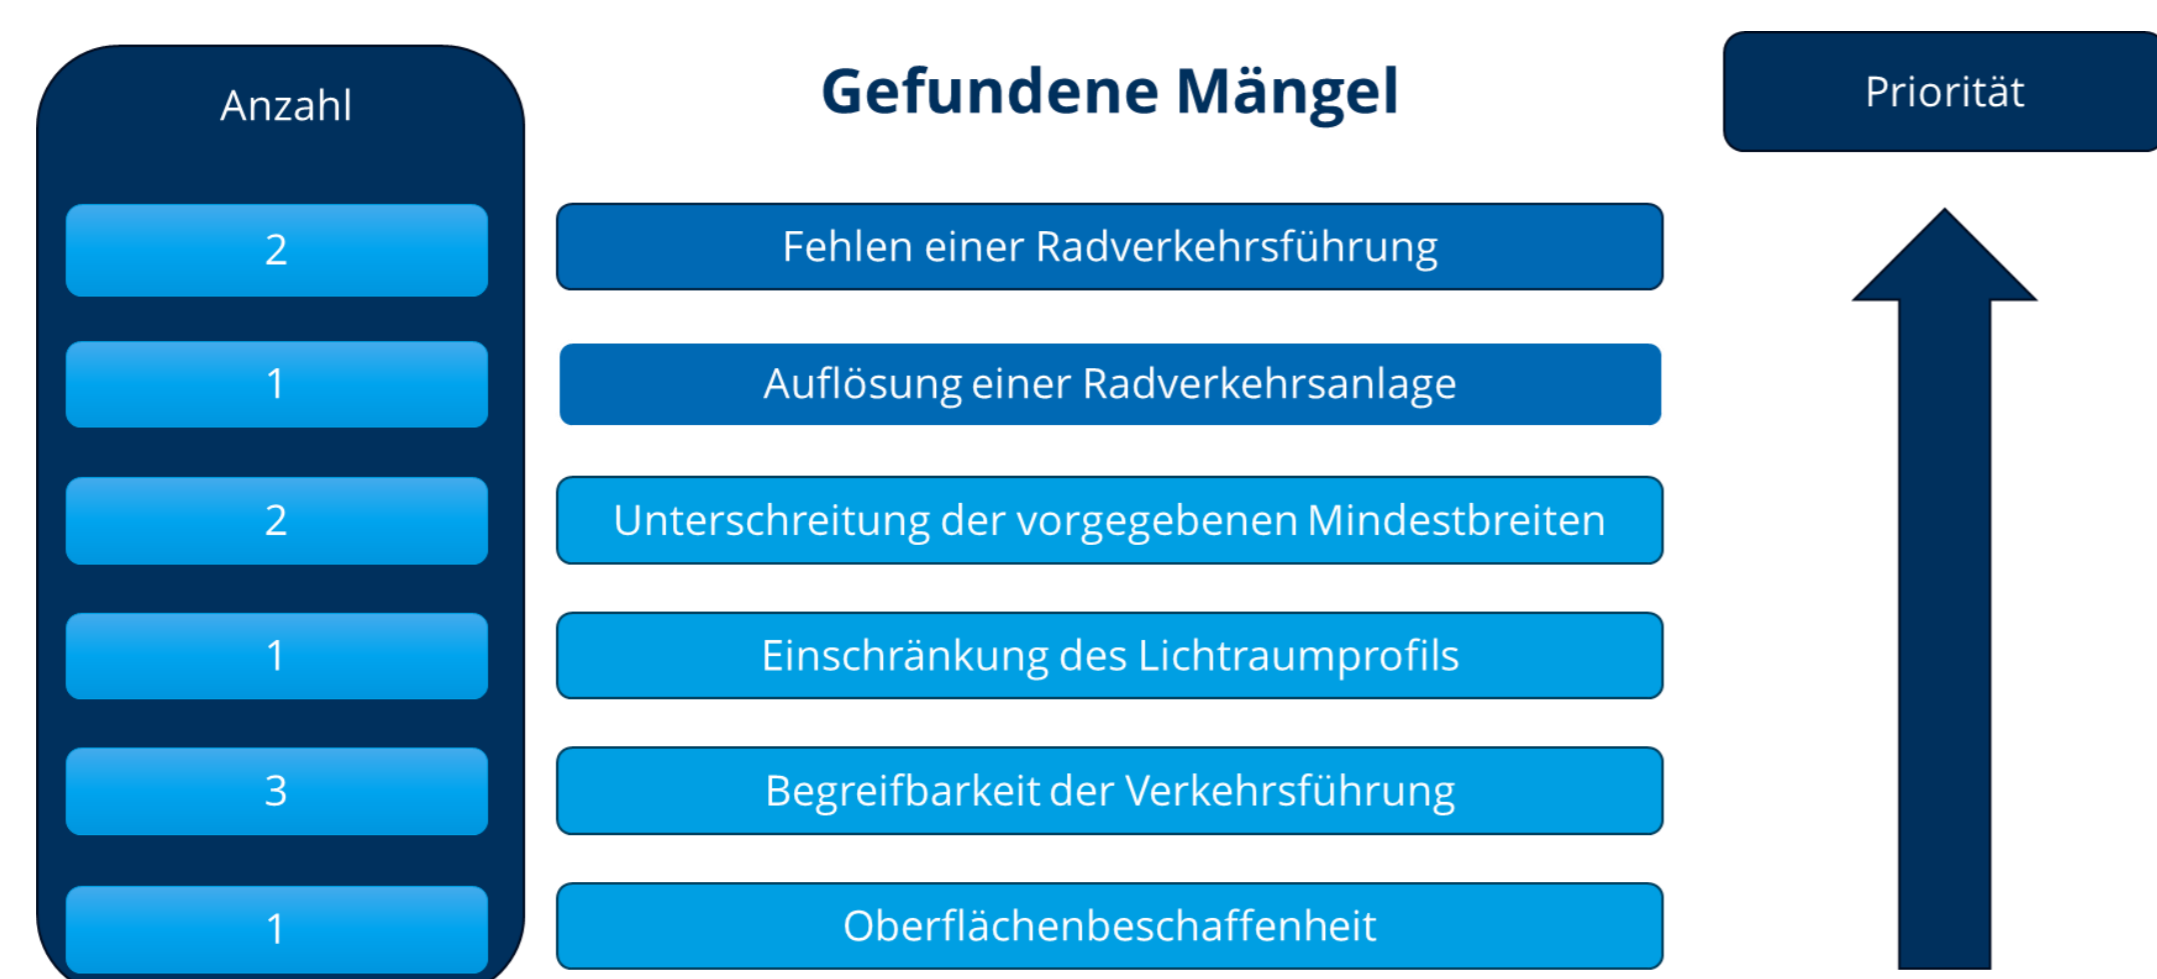 Anzahl
Gefundene Mängel
Priorität
2
Fehlen einer Radverkehrsführung
1
Auflösung einer Radverkehrsanlage
2
Unterschreitung der vorgegebenen Mindestbreiten
1
Einschränkung des Lichtraumprofils
3
Begreifbarkeit der Verkehrsführung
1
Oberflächenbeschaffenheit